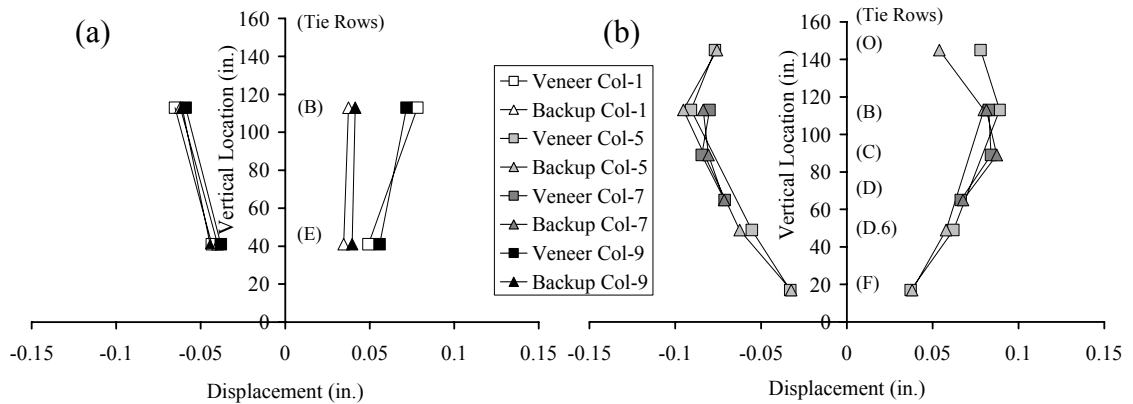 (a)
160
140
120
100
80
60
40
20
0
Vertical Location (in.)
(Tie Rows)
(B)
(E)
-0.15
-0.1
-0.05
0
0.05
0.1
0.15
Displacement (in.)
Veneer Col-1
Backup Col-1
Veneer Col-5
Backup Col-5
Veneer Col-7
Backup Col-7
Veneer Col-9
Backup Col-9
(b)
160
140
120
100
80
60
40
20
0
Vertical Location (in.)
(Tie Rows)
(O)
(B)
(C)
(D)
(D.6)
(F)
-0.15
-0.1
-0.05
0
0.05
0.1
0.15
Displacement (in.)